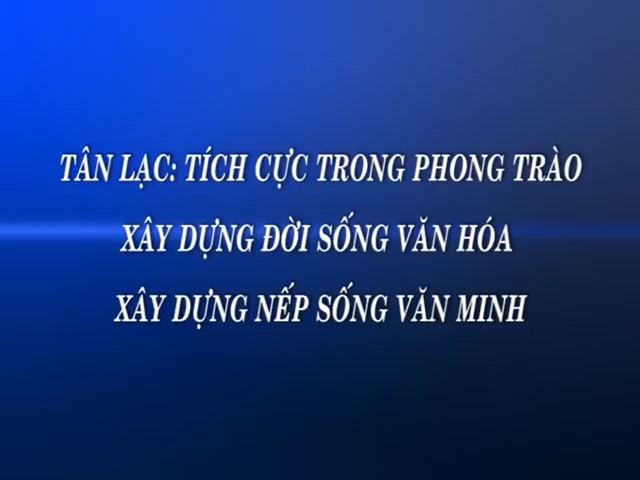 TÂN LẠC: TÍCH CỰC TRONG PHONG TRÀO
XÂY DỰNG ĐỜI SỐNG VĂN HÓA
XÂY DỰNG NẾP SỐNG VĂN MINH